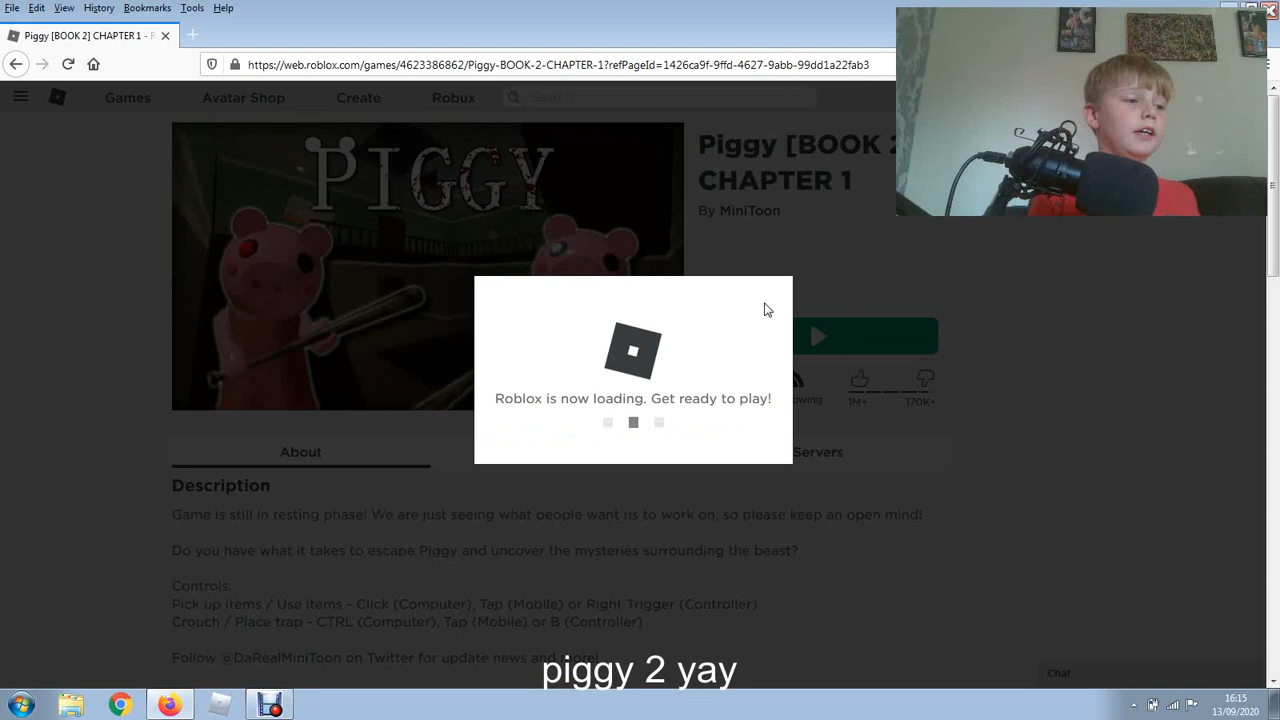 File Edit View History Bookmarks Tools Help
Piggy [BOOK 2] CHAPTER 1 - R
https://web.roblox.com/games/4623386862/Piggy-BOOK-2-CHAPTER-1?refPageId=1426ca9f-9ffd-4627-9abb-99dd1a22fab3
Games Avatar Shop Create Robux Search
PIGGY
Piggy [BOOK 2]
CHAPTER 1
By MiniToon
Roblox is now loading. Get ready to play!
1M+ 170K+
About Servers
Description
Game is still in testing phase! We are just seeing what people want us to work on, so please keep an open mind!
Do you have what it takes to escape Piggy and uncover the mysteries surrounding the beast?
Controls:
Pick up items / Use items - Click (Computer), Tap (Mobile) or Right Trigger (Controller)
Crouch / Place trap - CTRL (Computer), Tap (Mobile) or B (Controller)
Follow @DaRealMiniToon on Twitter for update news and more!
piggy 2 yay
Chat
16:15
13/09/2020